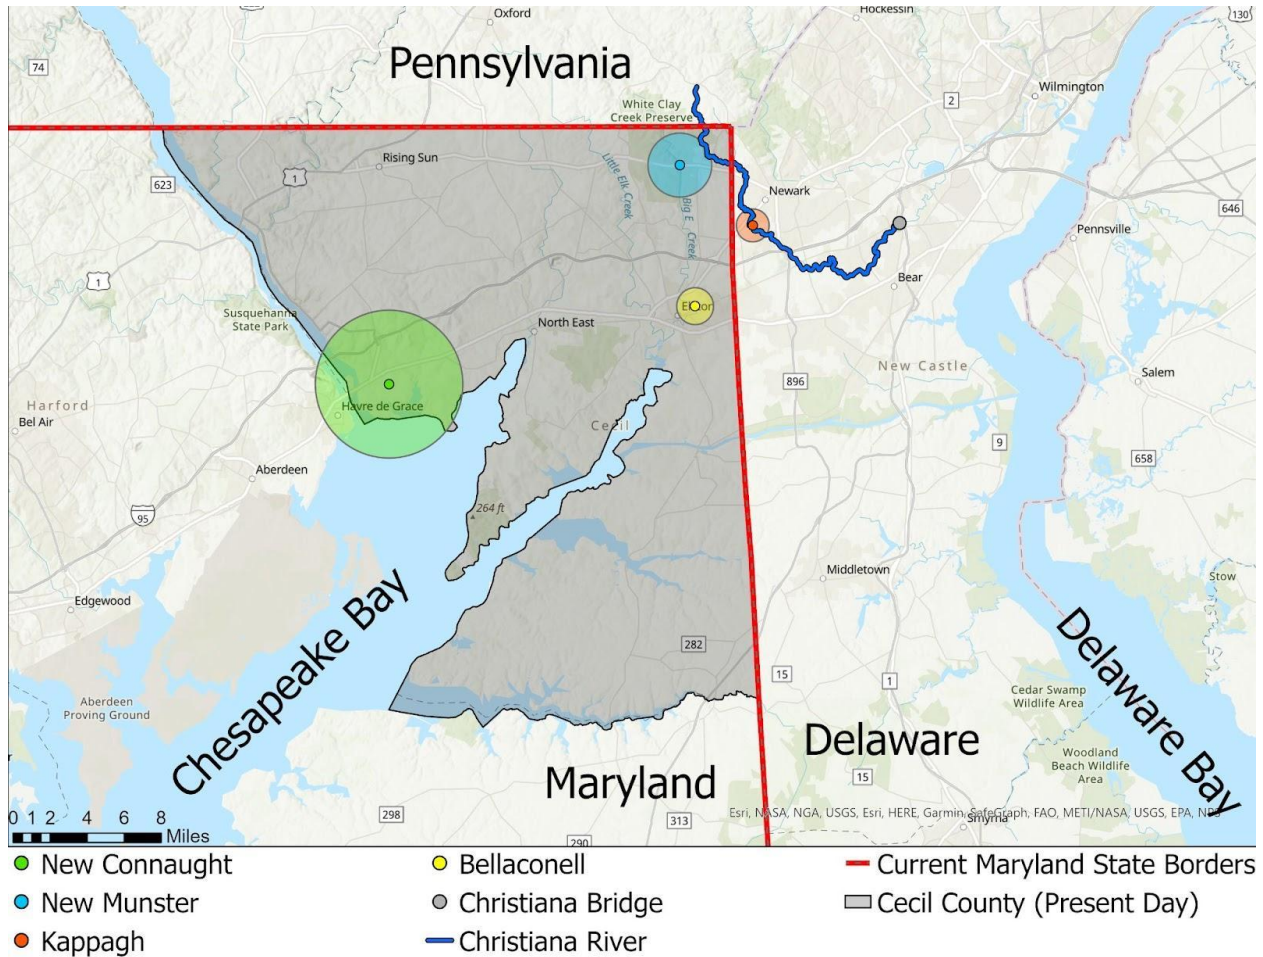 Oxford
Hockessin
130
74
Pennsylvania
Wilmington
2
White Clay
Creek Preserve
Rising Sun
1
623
Little Elk Creek
Big E
Creek
Newark
646
Pennsville
1
Bear
Susquehanna
State Park
North East
New Castle
896
Salem
Harford
Bel Air
Havre de Grace
Cecil
9
658
Aberdeen
264 ft
95
Middletown
Stow
Edgewood
Chesapeake Bay
282
15
1
Cedar Swamp
Wildlife Area
Delaware Bay
Aberdeen
Proving Ground
Delaware
Woodland
Beach Wildlife
Area
r
Maryland
15
298
313
Esri, NASA, NGA, USGS, Esri, HERE, Garmin, SafeGraph, FAO, METI/NASA, USGS, EPA, NPS
Smyrna
0 1 2 4 6 8
Miles
290
New Connaught
Bellaconell
Current Maryland State Borders
New Munster
Christiana Bridge
Cecil County (Present Day)
Kappagh
Christiana River